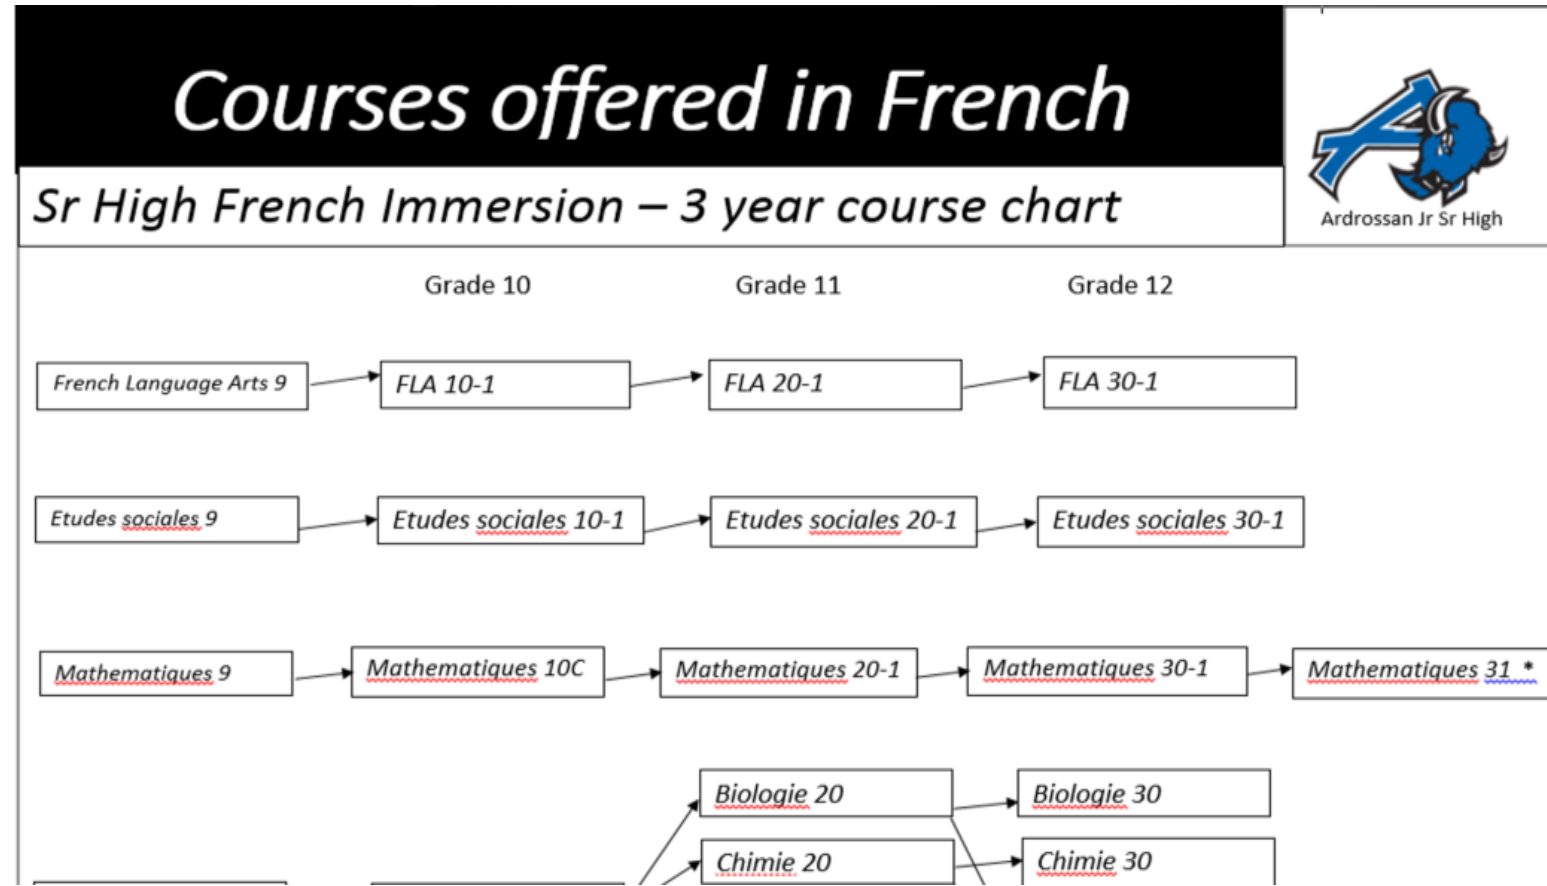 Courses offered in French
Sr High French Immersion – 3 year course chart
Ardrossan Jr Sr High
Grade 10 Grade 11 Grade 12
French Language Arts 9 FLA 10-1 FLA 20-1 FLA 30-1
Etudes sociales 9 Etudes sociales 10-1 Etudes sociales 20-1 Etudes sociales 30-1
Mathematiques 9 Mathematiques 10C Mathematiques 20-1 Mathematiques 30-1 Mathematiques 31 *
Biologie 20 Biologie 30
Chimie 20 Chimie 30